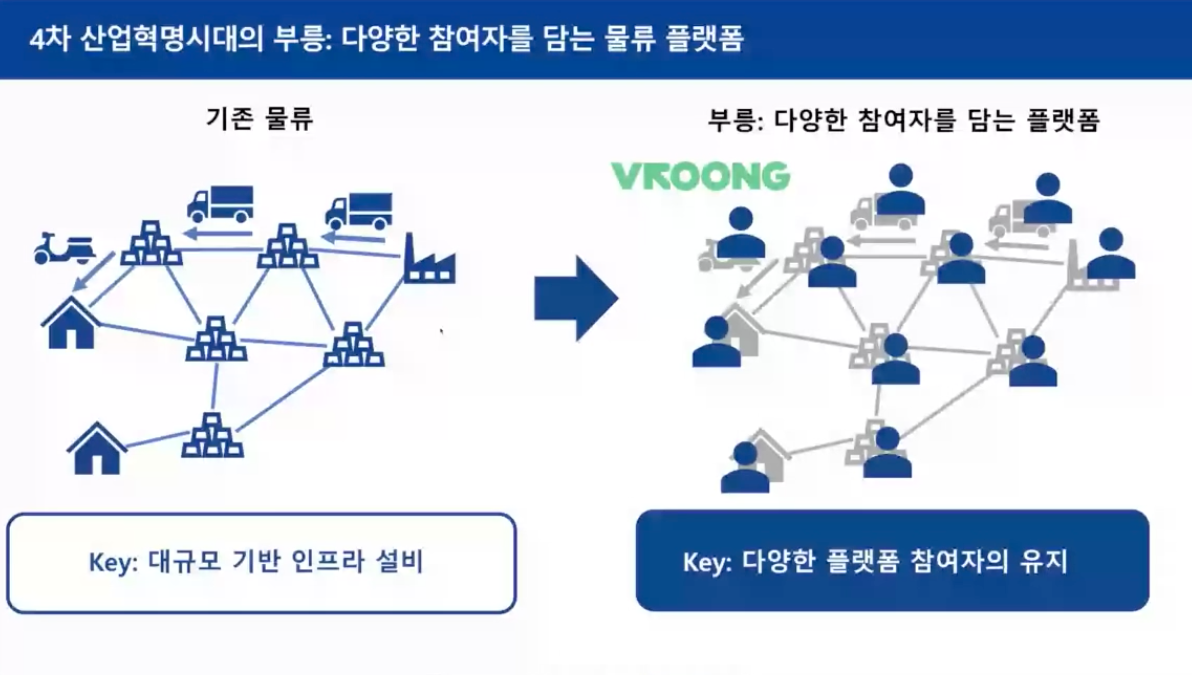 4차 산업혁명시대의 부릉: 다양한 참여자를 담는 물류 플랫폼
기존 물류
부릉: 다양한 참여자를 담는 플랫폼
VROONG
Key: 대규모 기반 인프라 설비
Key: 다양한 플랫폼 참여자의 유지